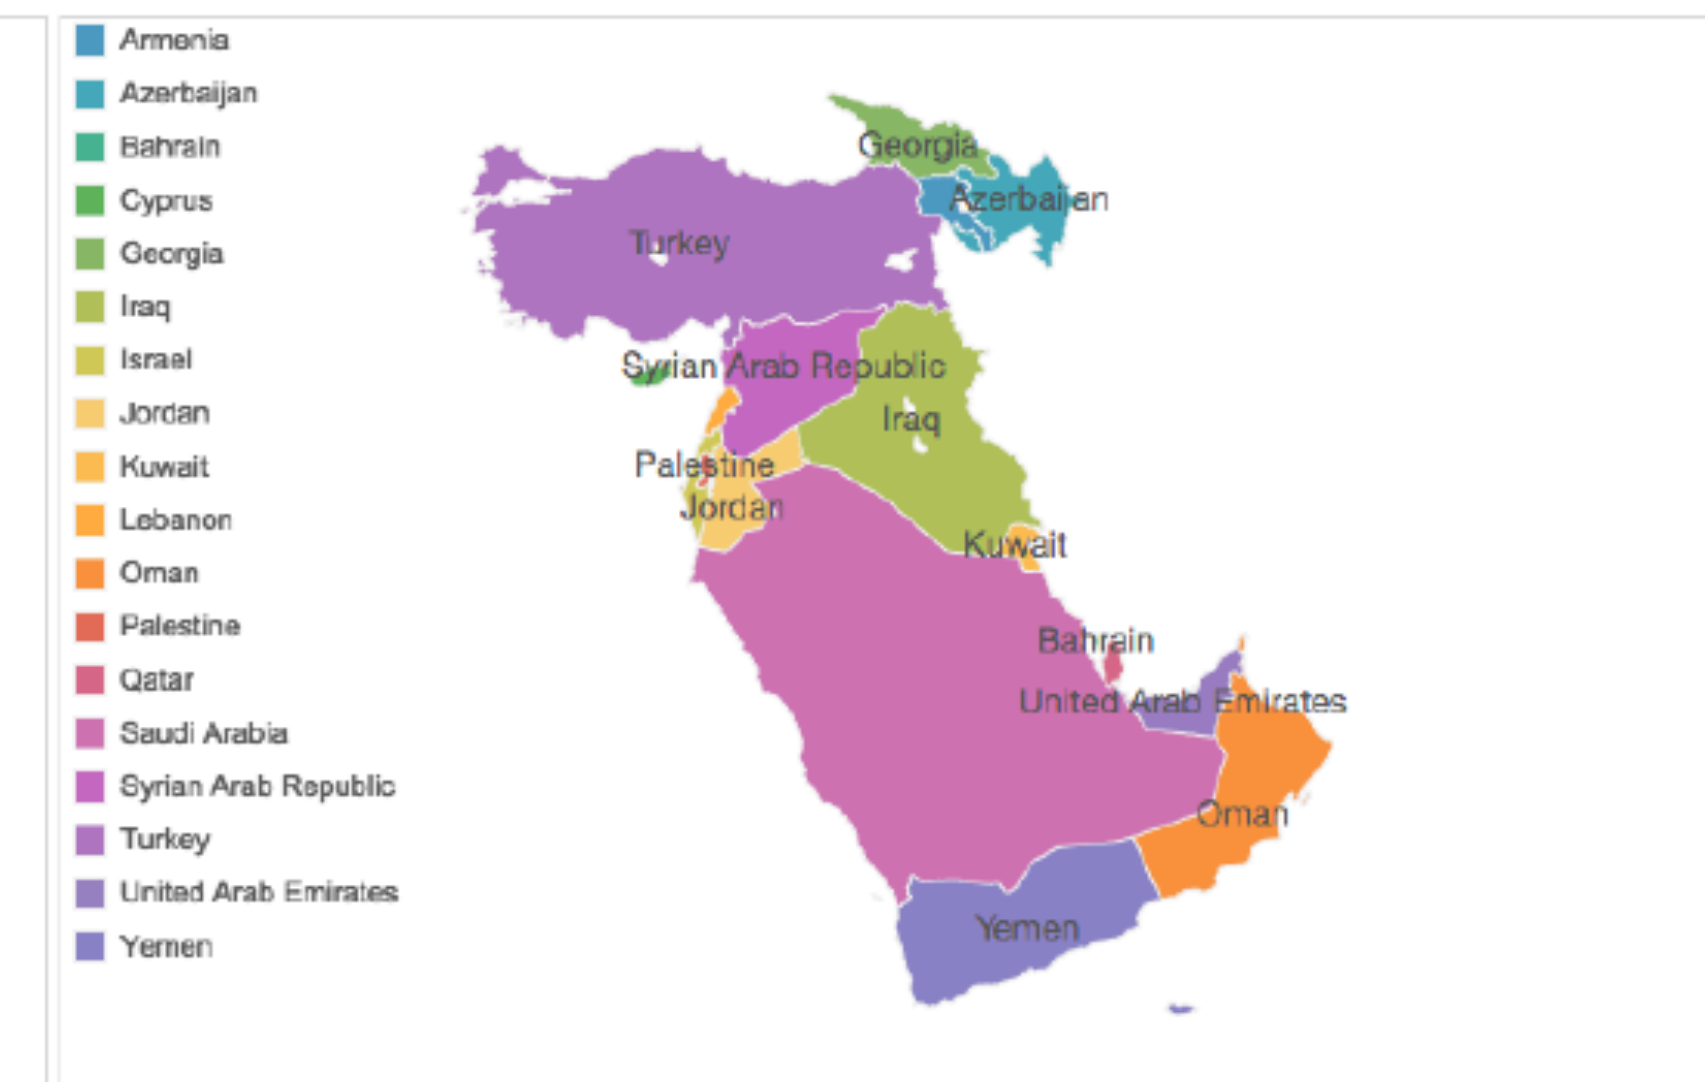 Armenia
Azerbaijan
Bahrain
Cyprus
Georgia
Iraq
Israel
Jordan
Kuwait
Lebanon
Oman
Palestine
Qatar
Saudi Arabia
Syrian Arab Republic
Turkey
United Arab Emirates
Yemen
Georgia
Azerbaijan
Turkey
Syrian Arab Republic
Iraq
Palestine
Jordan
Kuwait
Bahrain
United Arab Emirates
Oman
Yemen